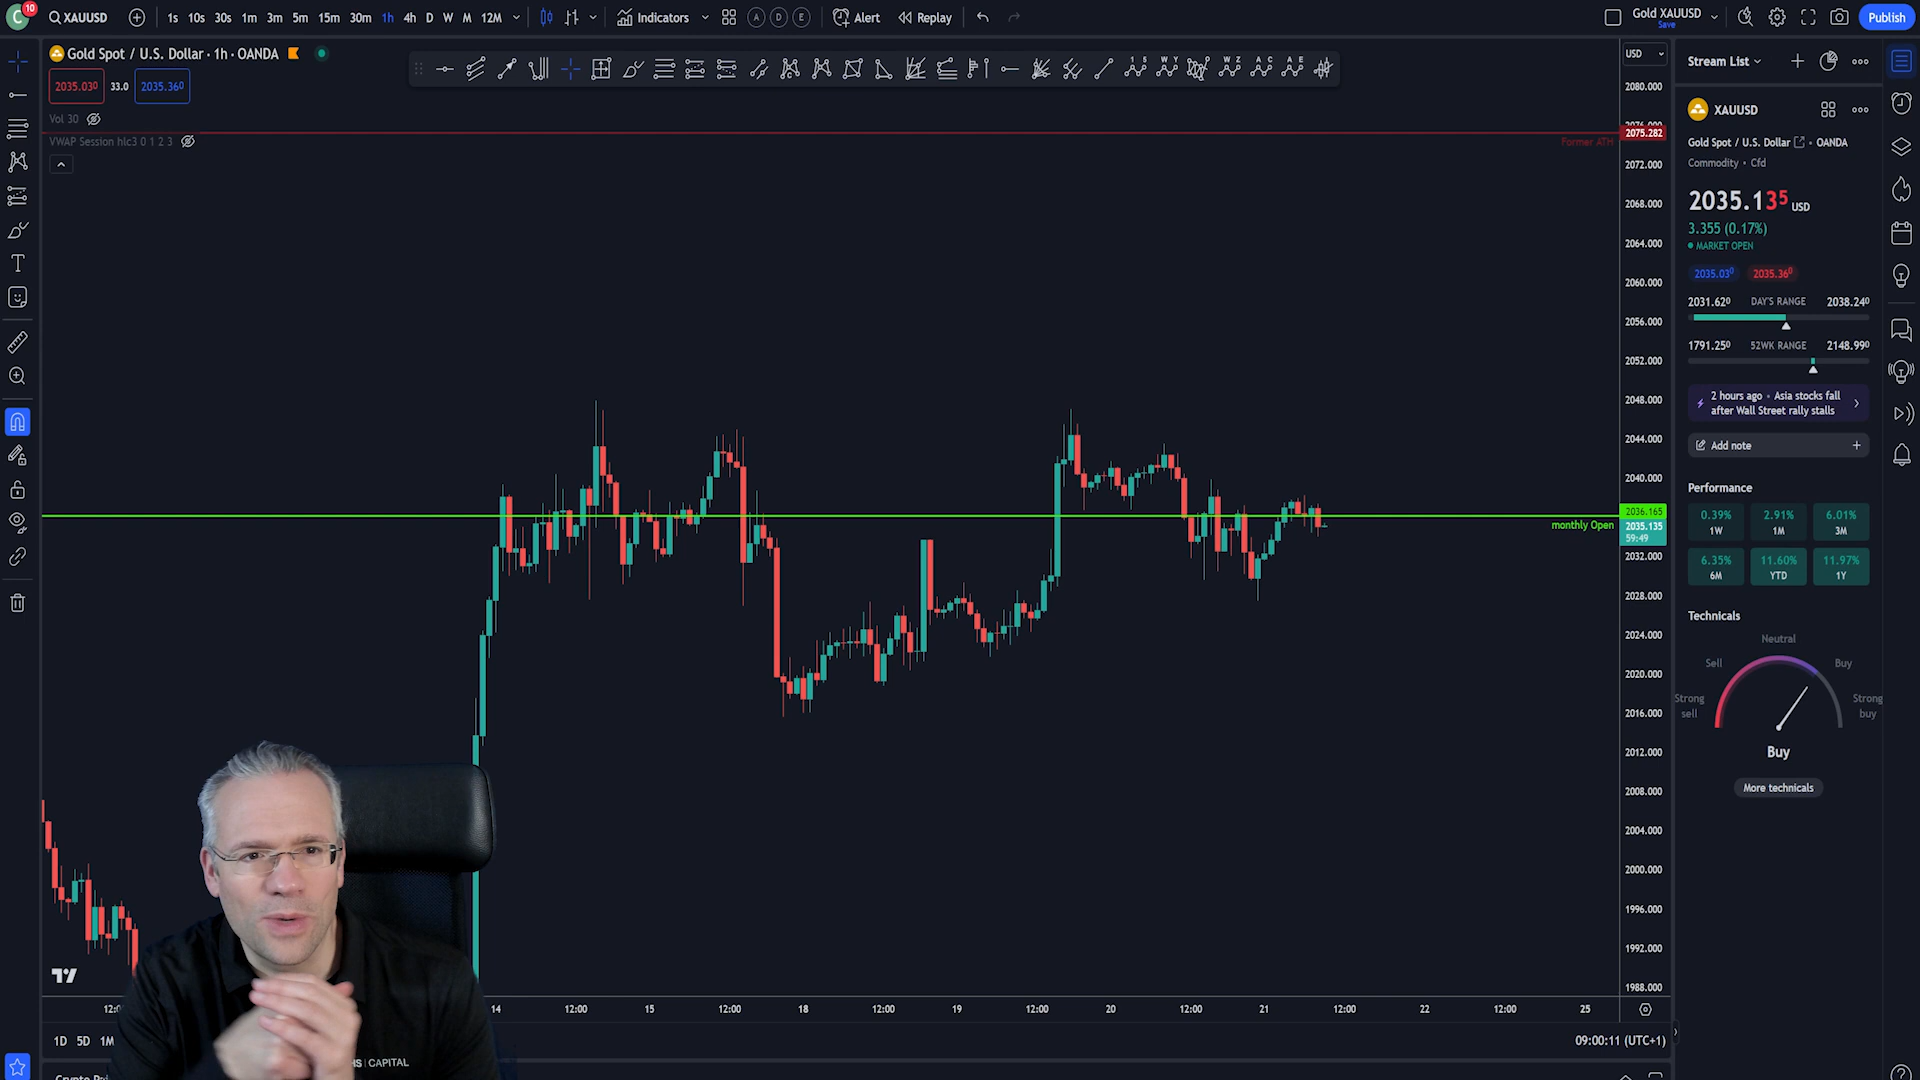 C
10
XAUUSD
1s 10s 30s 1m 3m 5m 15m 30m 1h 4h D W M 12M
Indicators
A D E
Alert
Replay
Gold XAUUSD
Save
Publish
Gold Spot / U.S. Dollar · 1h · OANDA
2035.030 33.0 2035.360
Vol 30
VWAP Session hlc3 0 1 2 3
USD
2080.000
2075.282
Former ATH
2072.000
2068.000
2064.000
2060.000
2056.000
2052.000
2048.000
2044.000
2040.000
2036.165
monthly Open
2035.135
59:49
2032.000
2028.000
2024.000
2020.000
2016.000
2012.000
2008.000
2004.000
2000.000
1996.000
1992.000
1988.000
14 12:00 15 12:00 18 12:00 19 12:00 20 12:00 21 12:00 22 12:00 25
1D 5D 1M
09:00:11 (UTC+1)
| CAPITAL
Stream List
XAUUSD
Gold Spot / U.S. Dollar · OANDA
Commodity · Cfd
2035.135 USD
3.355 (0.17%)
MARKET OPEN
2035.030 2035.360
2031.620 DAY'S RANGE 2038.240
1791.250 52WK RANGE 2148.990
2 hours ago · Asia stocks fall
after Wall Street rally stalls
Add note
Performance
0.39% 2.91% 6.01%
1W 1M 3M
6.35% 11.60% 11.97%
6M YTD 1Y
Technicals
Neutral
Sell Buy
Strong sell
Strong buy
Buy
More technicals